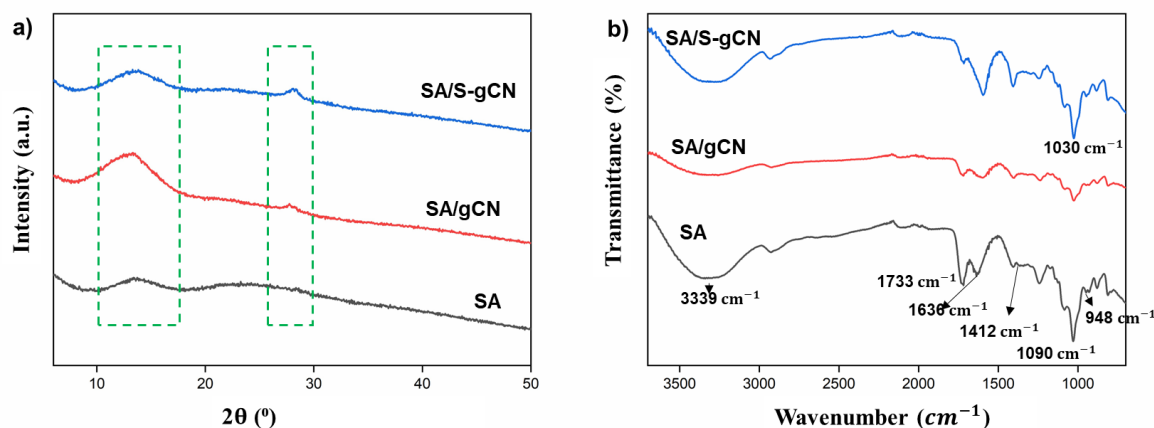 a)
Intensity (a.u.)
SA/S-gCN
SA/gCN
SA
10
20
30
40
50
2θ (⁰)
b)
Transmittance (%)
SA/S-gCN
1030 cm⁻¹
SA/gCN
SA
3339 cm⁻¹
1733 cm⁻¹
1636 cm⁻¹
1412 cm⁻¹
1090 cm⁻¹
948 cm⁻¹
3500
3000
2500
2000
1500
1000
Wavenumber (cm⁻¹)